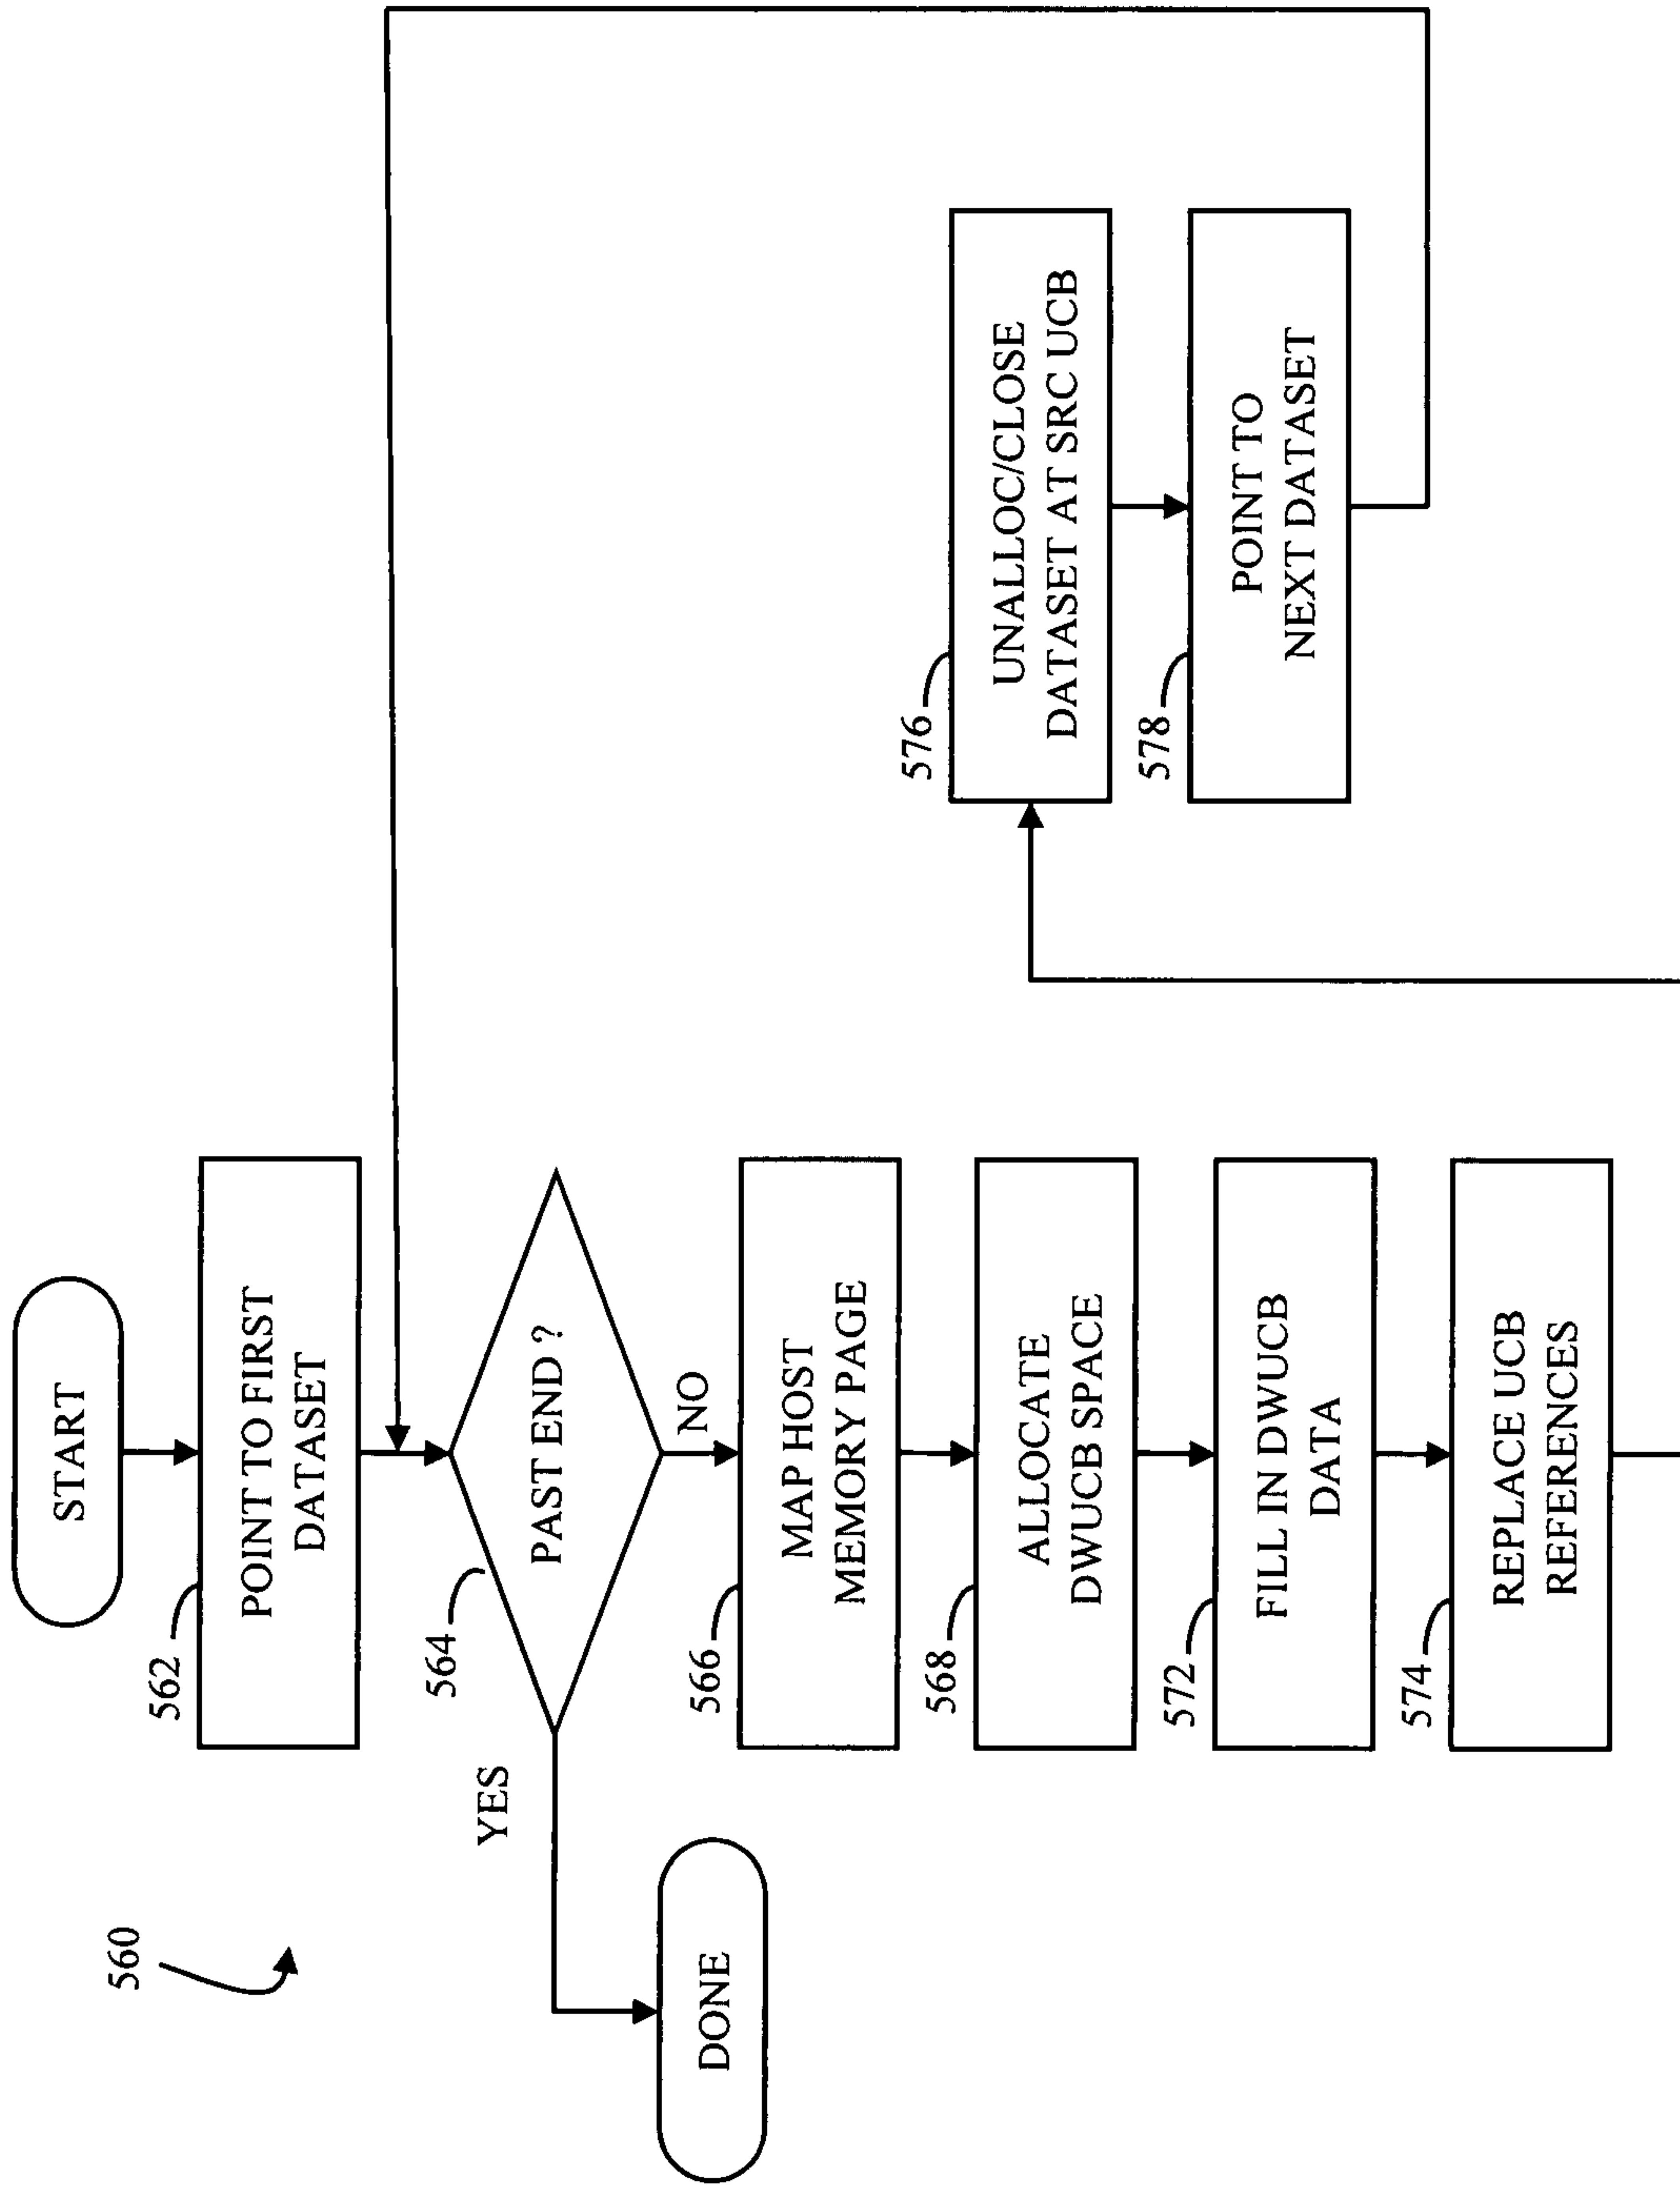 560
START
562
POINT TO FIRST
DATASET
564
PAST END ?
YES
NO
DONE
566
MAP HOST
MEMORY PAGE
568
ALLOCATE
DWUCB SPACE
572
FILL IN DWUCB
DATA
574
REPLACE UCB
REFERENCES
576
UNALLOC/CLOSE
DATASET AT SRC UCB
578
POINT TO
NEXT DATASET